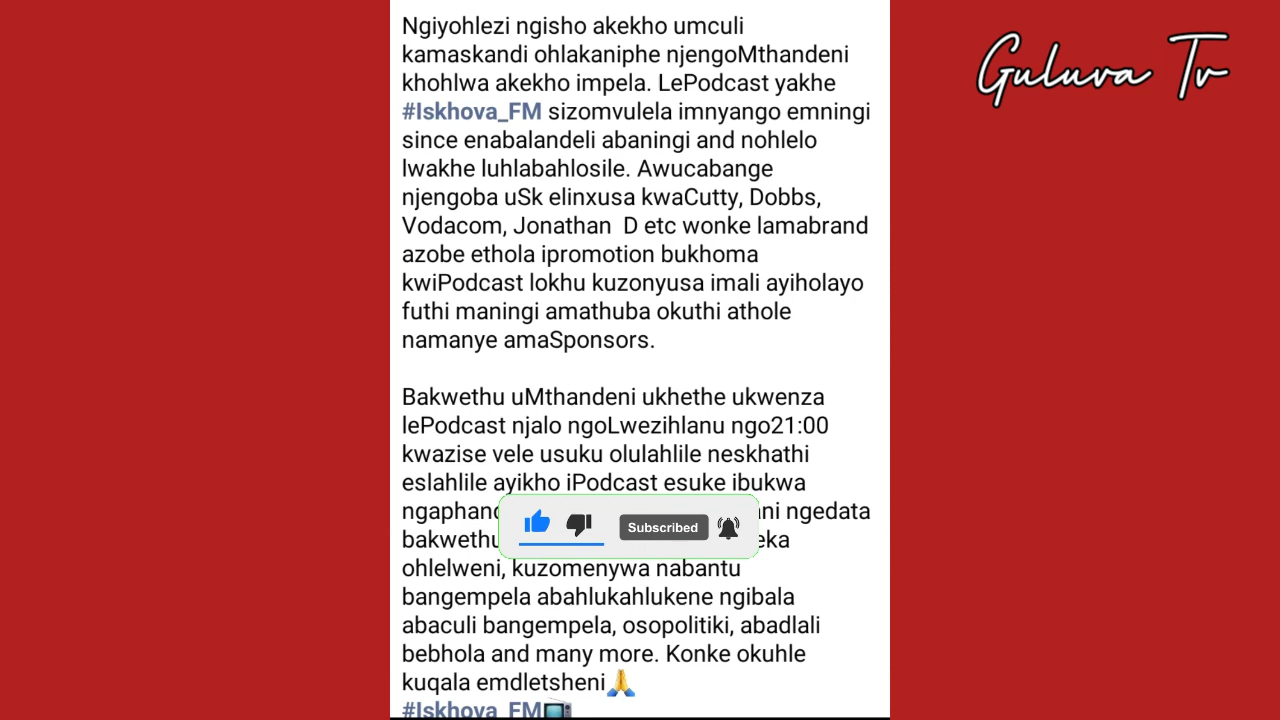 Ngiyohlezi ngisho akekho umculi
kamaskandi ohlakaniphe njengoMthandeni
khohlwa akekho impela. LePodcast yakhe
#Iskhova_FM sizomvulela imnyango emningi
since enabalandeli abaningi and nohlelo
lwakhe luhlabahlosile. Awucabange
njengoba uSk elinxusa kwaCutty, Dobbs,
Vodacom, Jonathan D etc wonke lamabrand
azobe ethola ipromotion bukhoma
kwiPodcast lokhu kuzonyusa imali ayiholayo
futhi maningi amathuba okuthi athole
namanye amaSponsors.
Bakwethu uMthandeni ukhethe ukwenza
lePodcast njalo ngoLwezihlanu ngo21:00
kwazise vele usuku olulahlile neskhathi
eslahlile ayikho iPodcast esuke ibukwa
ngedata
ohlelweni, kuzomenywa nabantu
bangempela abahlukahlukene ngibala
abaculi bangempela, osopolitiki, abadlali
bebhola and many more. Konke okuhle
kuqala emdletsheni🙏
#Iskhova_FM📺
Subscribed
Guluva Tv